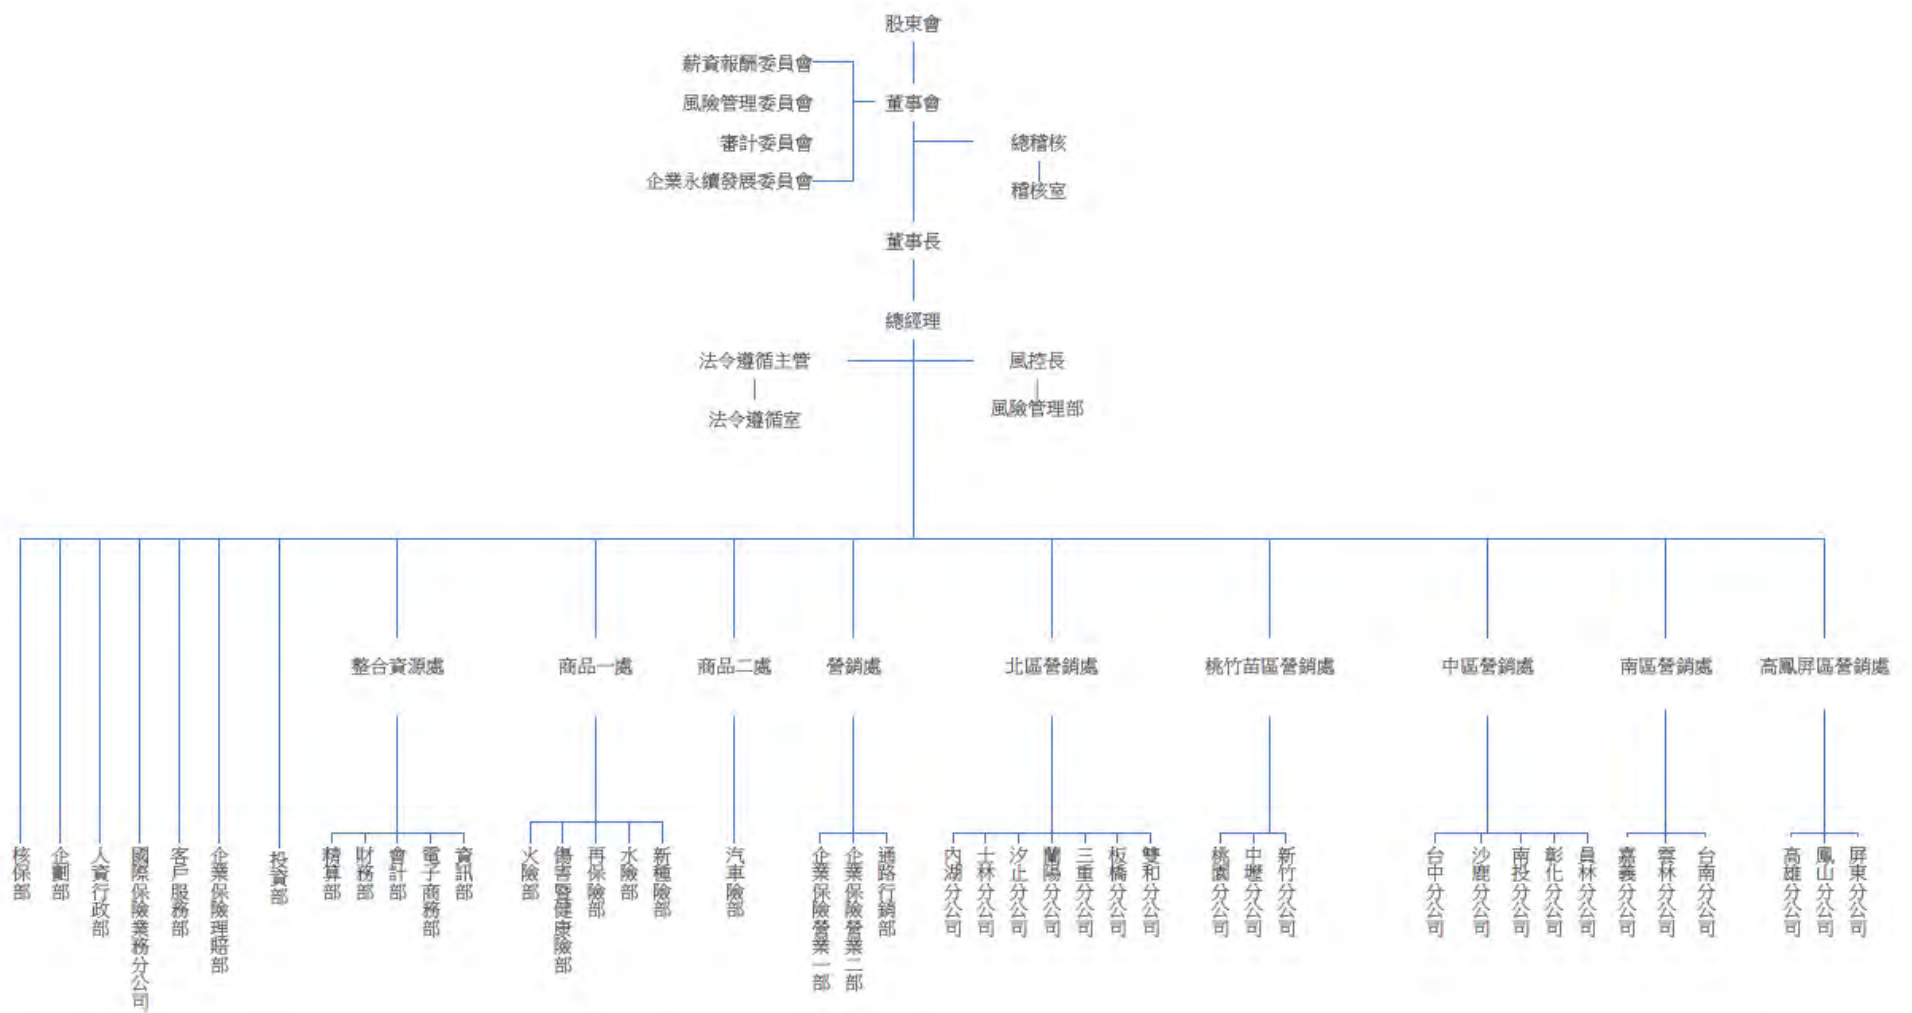 股東會
薪資報酬委員會
風險管理委員會
董事會
審計委員會
總稽核
企業永續發展委員會
稽核室
董事長
總經理
法令遵循主管
風控長
法令遵循室
風險管理部
整合資源處
商品一處
商品二處
營銷處
北區營銷處
桃竹苗區營銷處
中區營銷處
南區營銷處
高鳳屏區營銷處
核保部
企劃部
人資行政部
國際保險業務分公司
客戶服務部
企業保險理賠部
投資部
精算部
財務部
會計部
電子商務部
資訊部
火險部
傷害暨健康險部
再保險部
水險部
新種險部
汽車險部
企業保險營業一部
企業保險營業二部
通路行銷部
內湖分公司
士林分公司
汐止分公司
蘭陽分公司
三重分公司
板橋分公司
雙和分公司
桃園分公司
中壢分公司
新竹分公司
台中分公司
沙鹿分公司
南投分公司
彰化分公司
員林分公司
嘉義分公司
雲林分公司
台南分公司
高雄分公司
鳳山分公司
屏東分公司